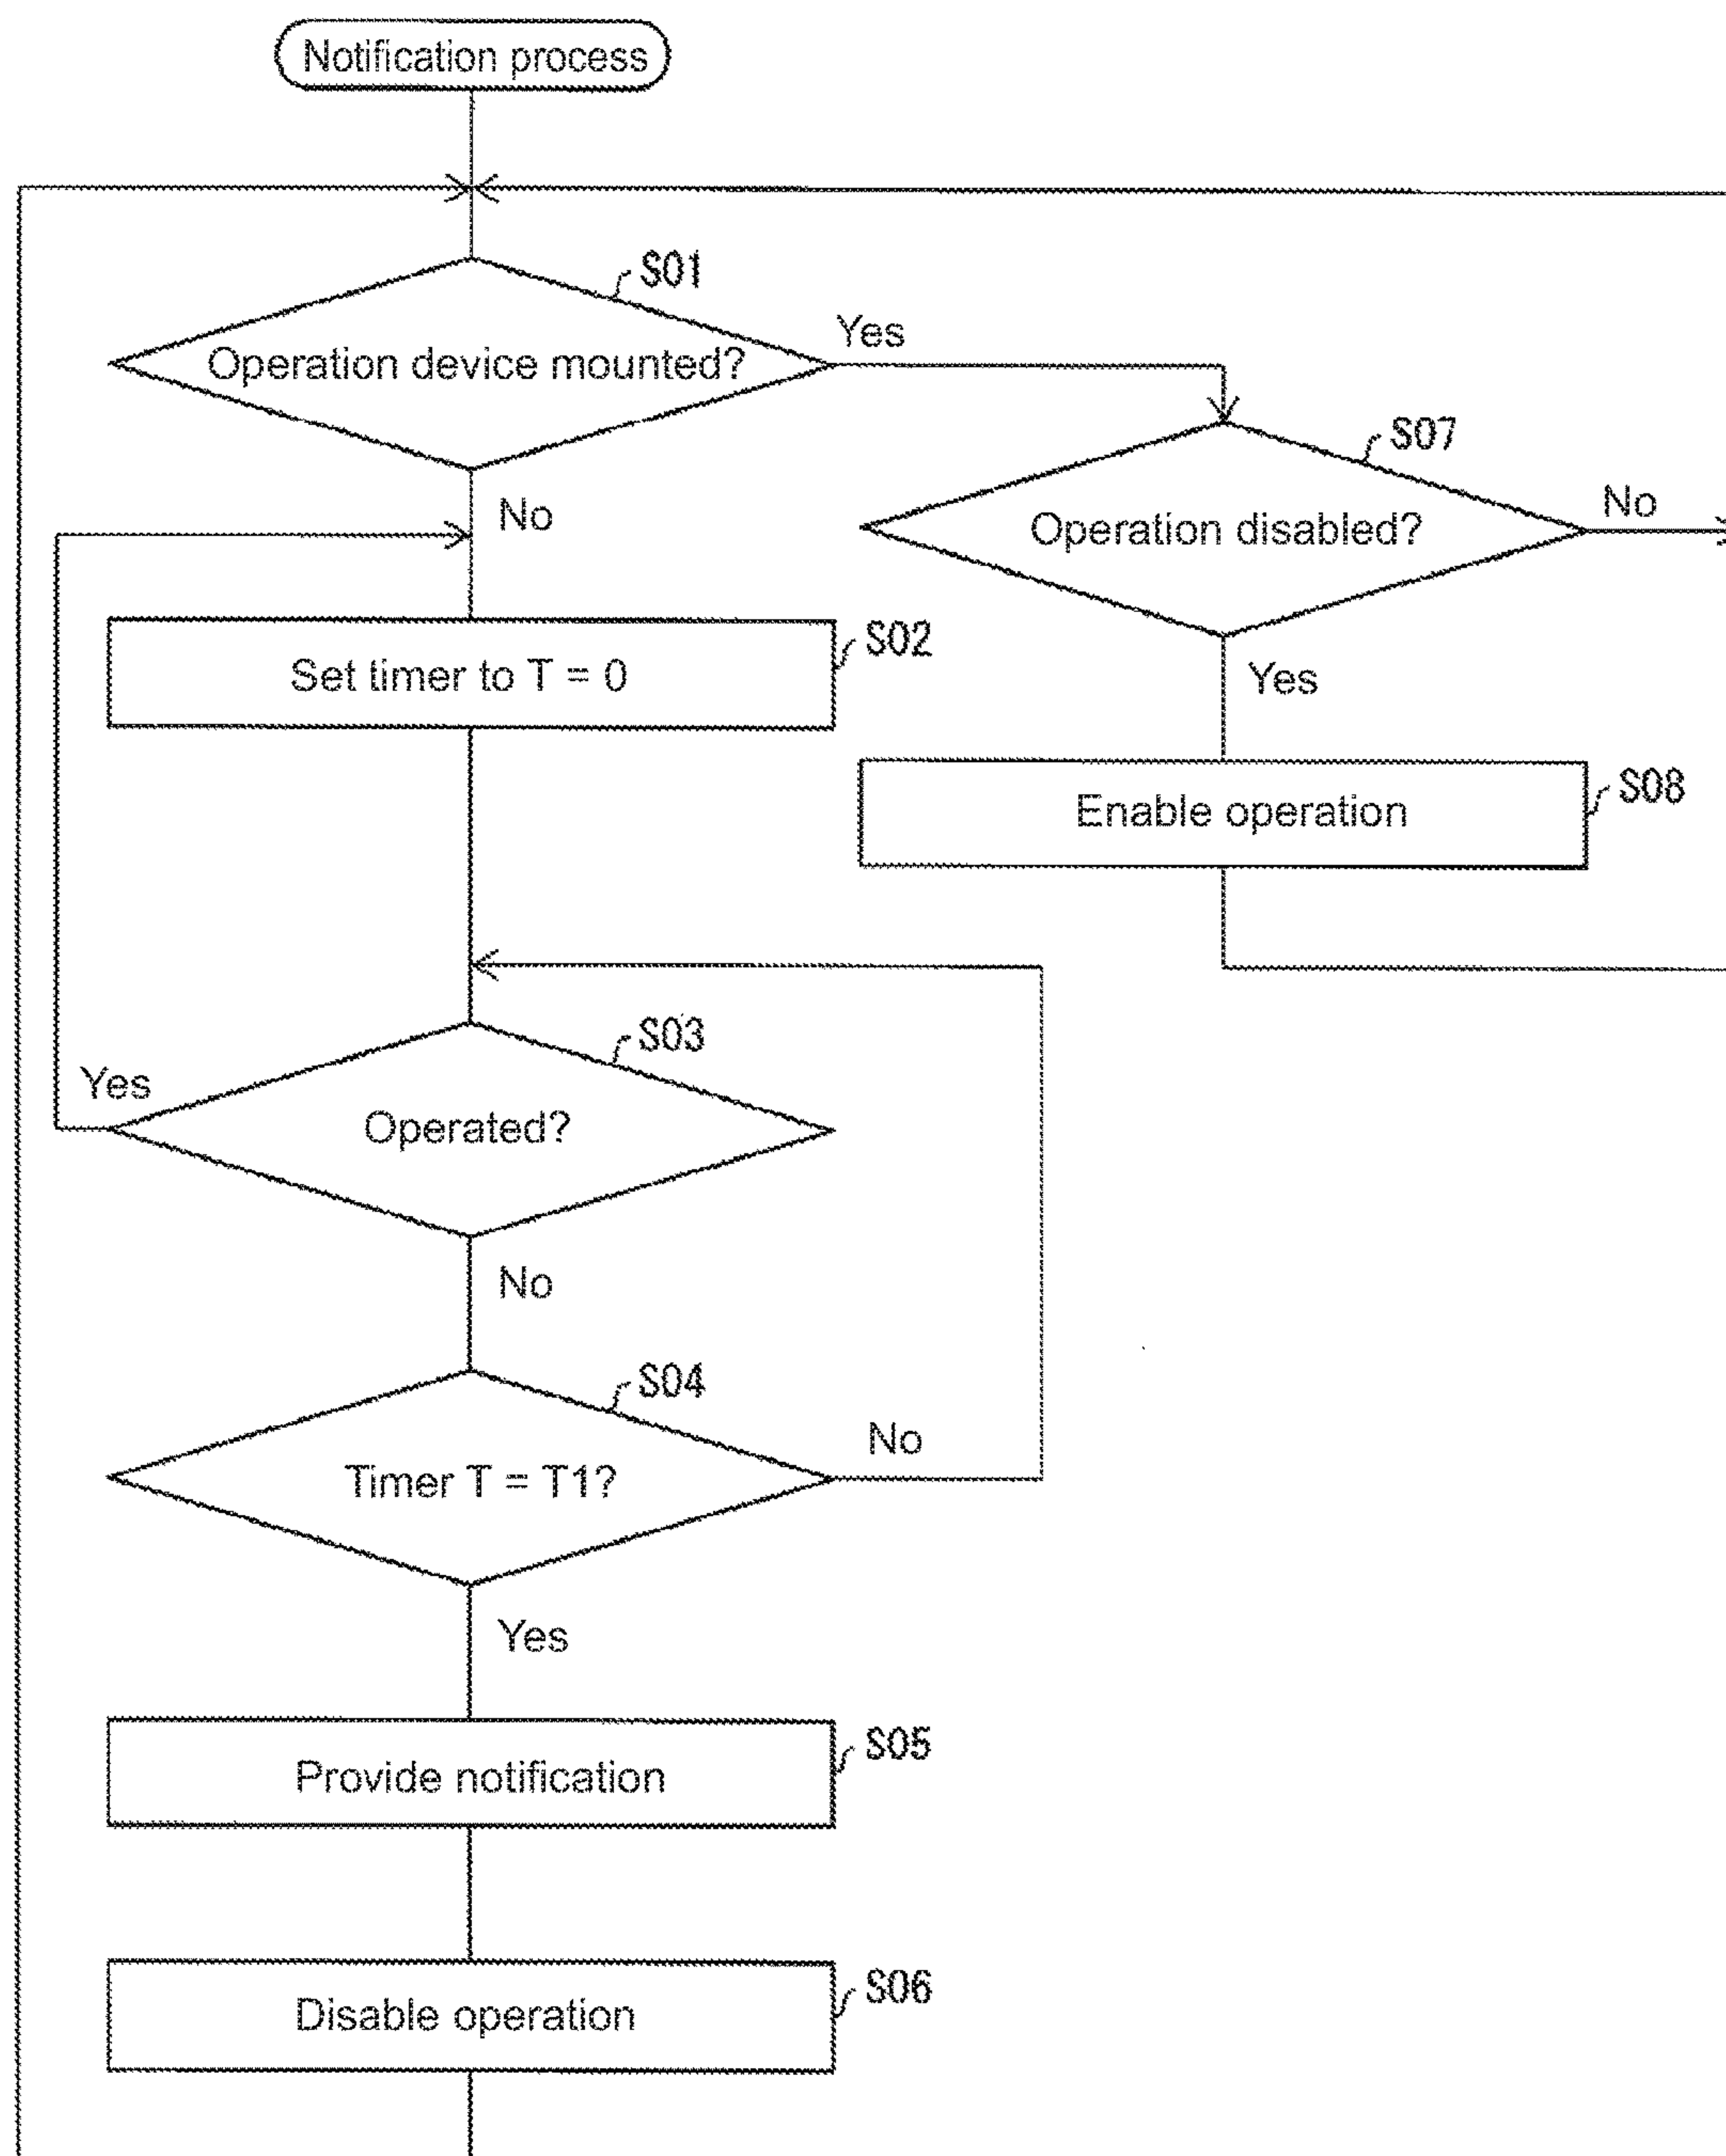 Notification process
S01
Operation device mounted?
Yes
No
S07
Operation disabled?
No
Yes
S02
Set timer to T = 0
S08
Enable operation
S03
Operated?
Yes
No
S04
Timer T = T1?
No
Yes
S05
Provide notification
S06
Disable operation